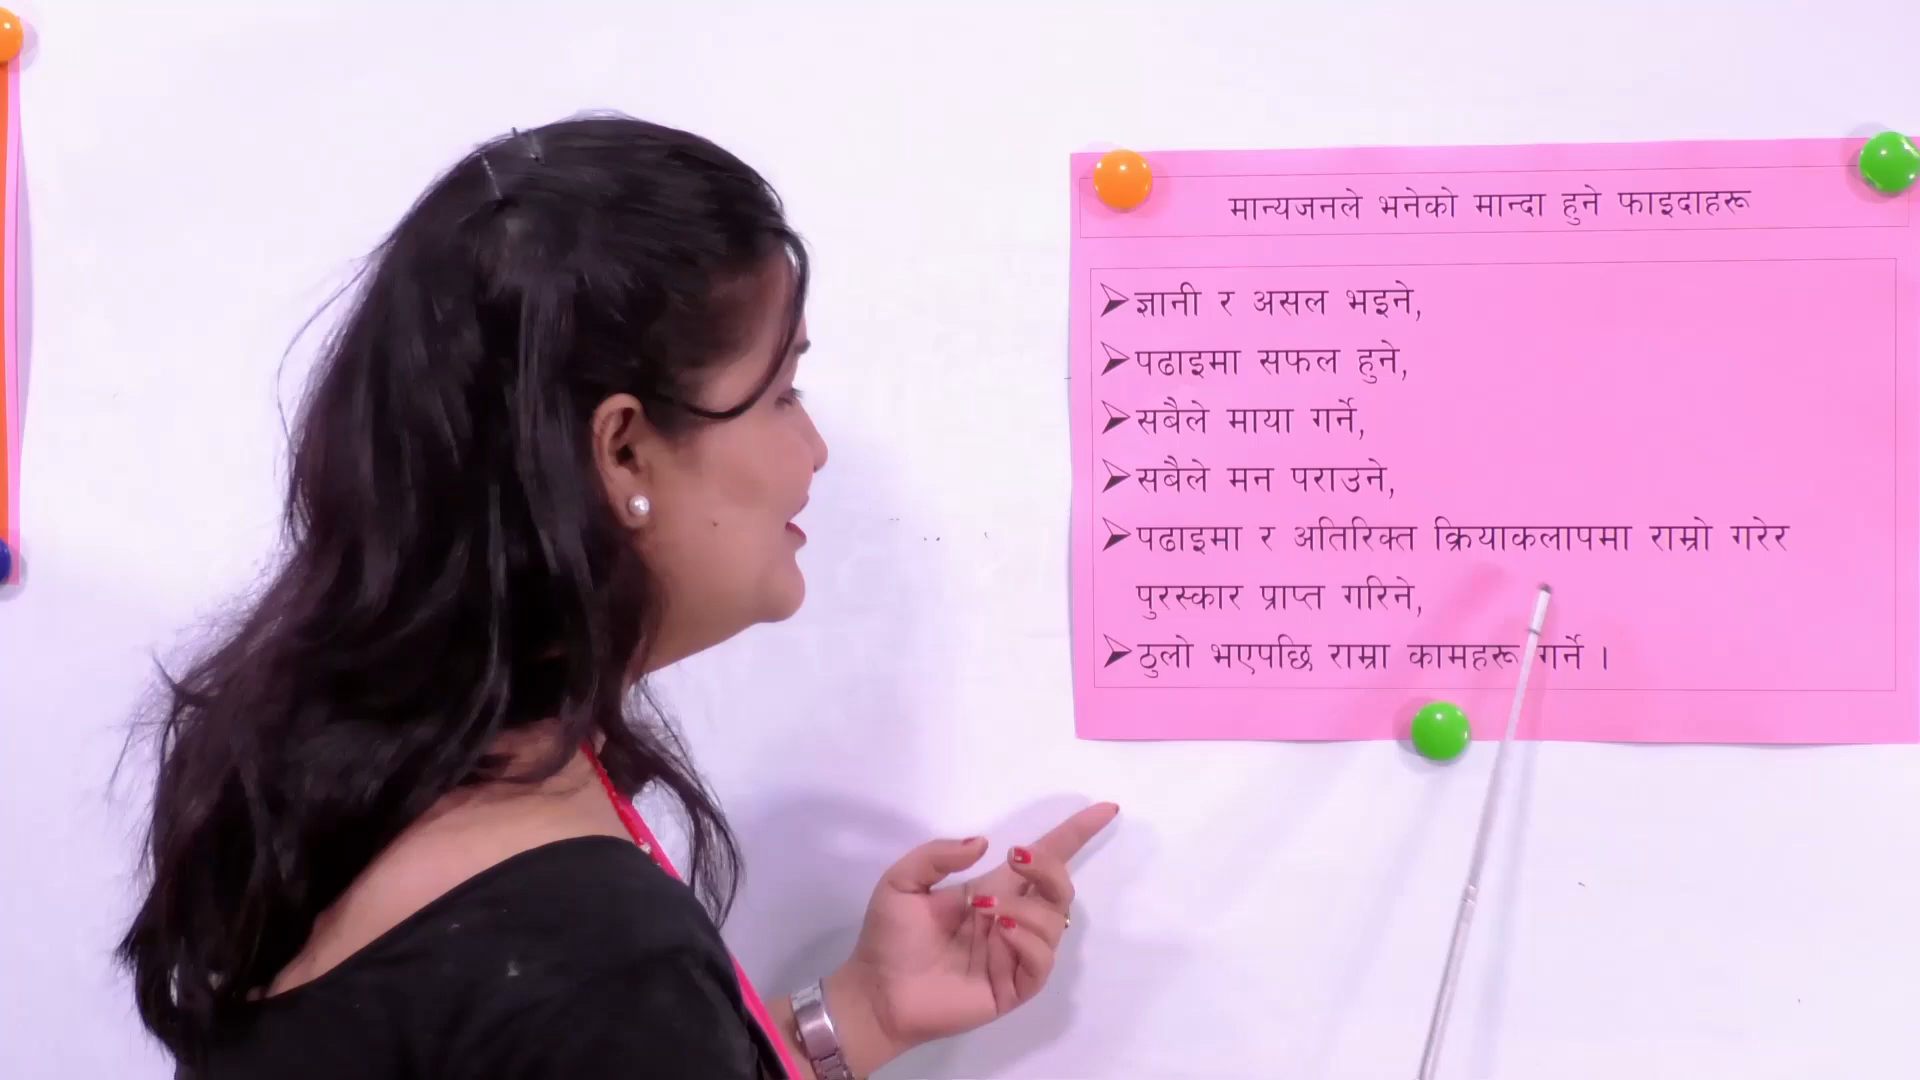 मान्यजनले भनेको मान्दा हुने फाइदाहरू
➢ज्ञानी र असल भइने,
➢पढाइमा सफल हुने,
➢सबैले माया गर्ने,
➢सबैले मन पराउने,
➢पढाइमा र अतिरिक्त क्रियाकलापमा राम्रो गरेर
पुरस्कार प्राप्त गरिने,
➢ठुलो भएपछि राम्रा कामहरू गर्ने ।